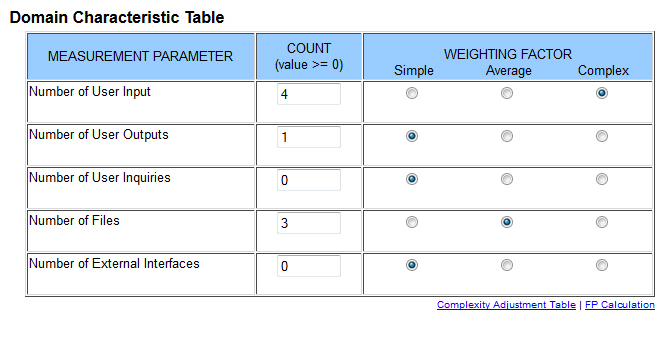 Domain Characteristic Table
MEASUREMENT PARAMETER
COUNT
(value >= 0)
WEIGHTING FACTOR
Simple Average Complex
Number of User Input 4
Number of User Outputs 1
Number of User Inquiries 0
Number of Files 3
Number of External Interfaces 0
Complexity Adjustment Table | FP Calculation